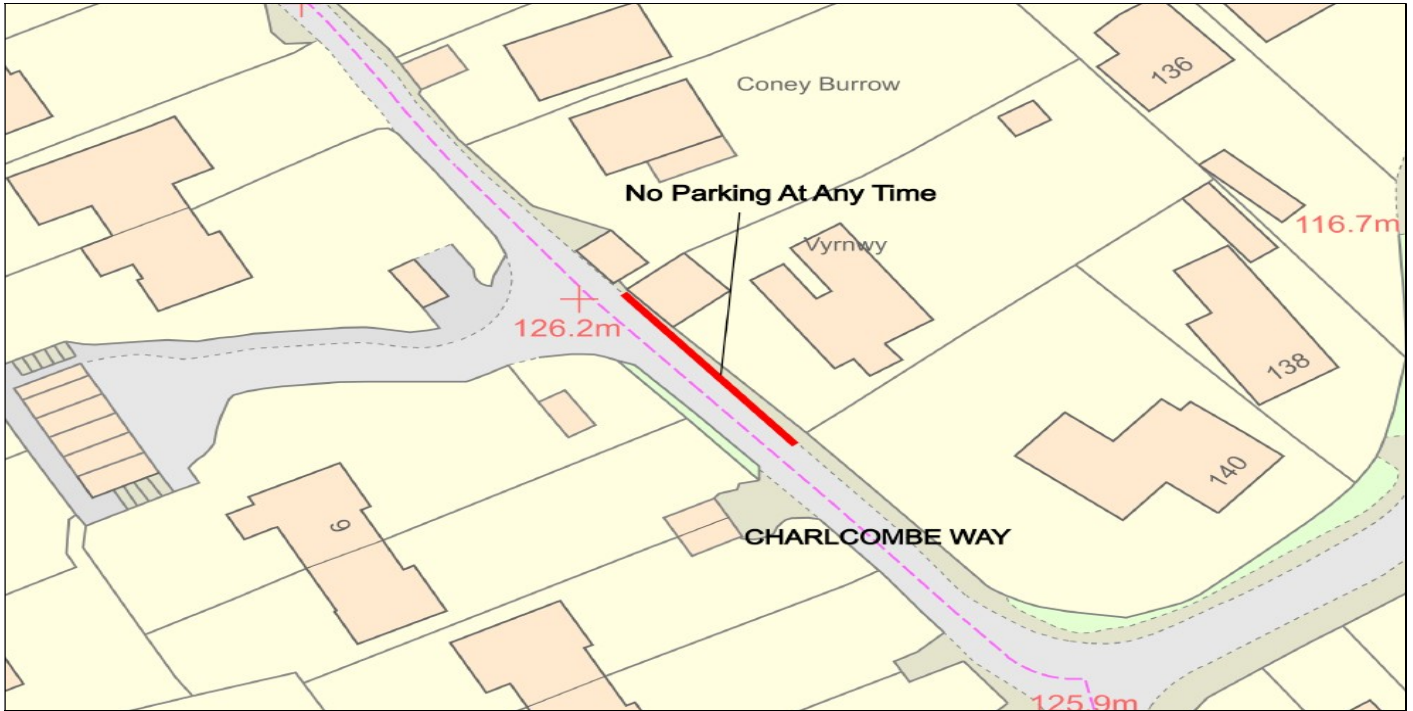 136
Coney Burrow
No Parking At Any Time
116.7m
Vyrnwy
126.2m
138
140
9
CHARLCOMBE WAY
125.9m